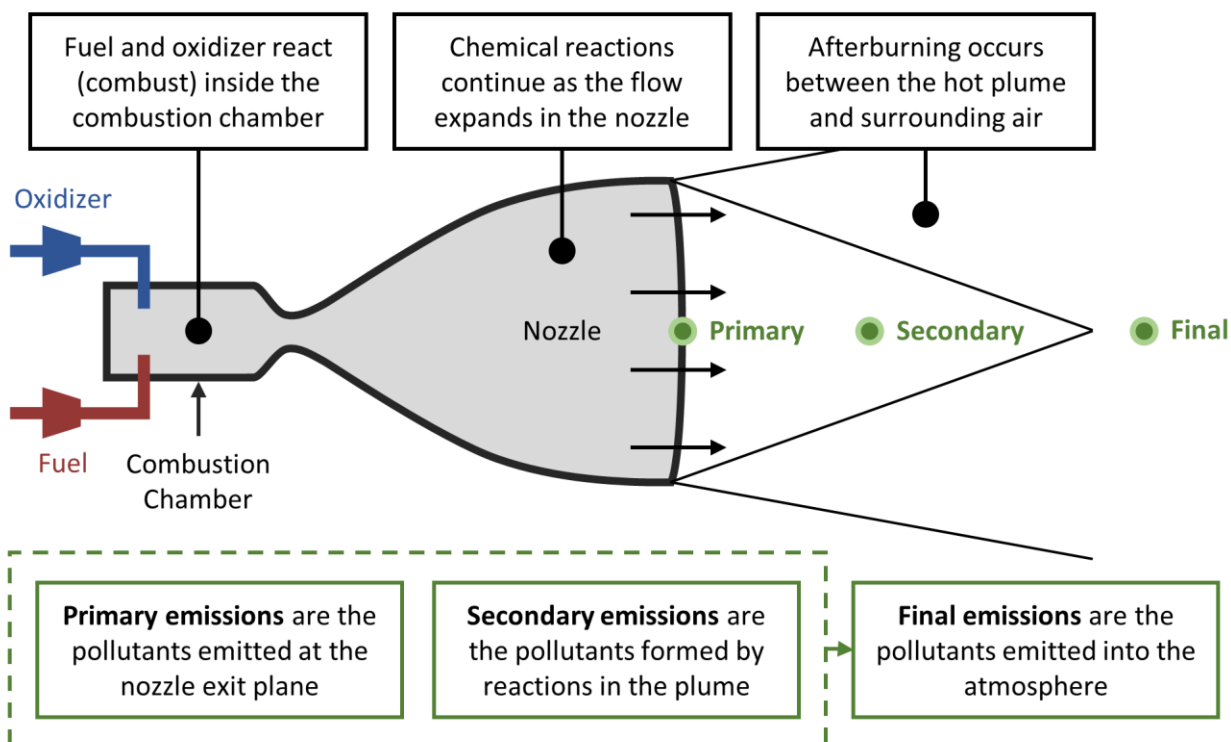 Fuel and oxidizer react
(combust) inside the
combustion chamber
Chemical reactions
continue as the flow
expands in the nozzle
Afterburning occurs
between the hot plume
and surrounding air
Oxidizer
Nozzle
Primary
Secondary
Final
Fuel
Combustion
Chamber
Primary emissions are the
pollutants emitted at the
nozzle exit plane
Secondary emissions are
the pollutants formed by
reactions in the plume
Final emissions are the
pollutants emitted into the
atmosphere